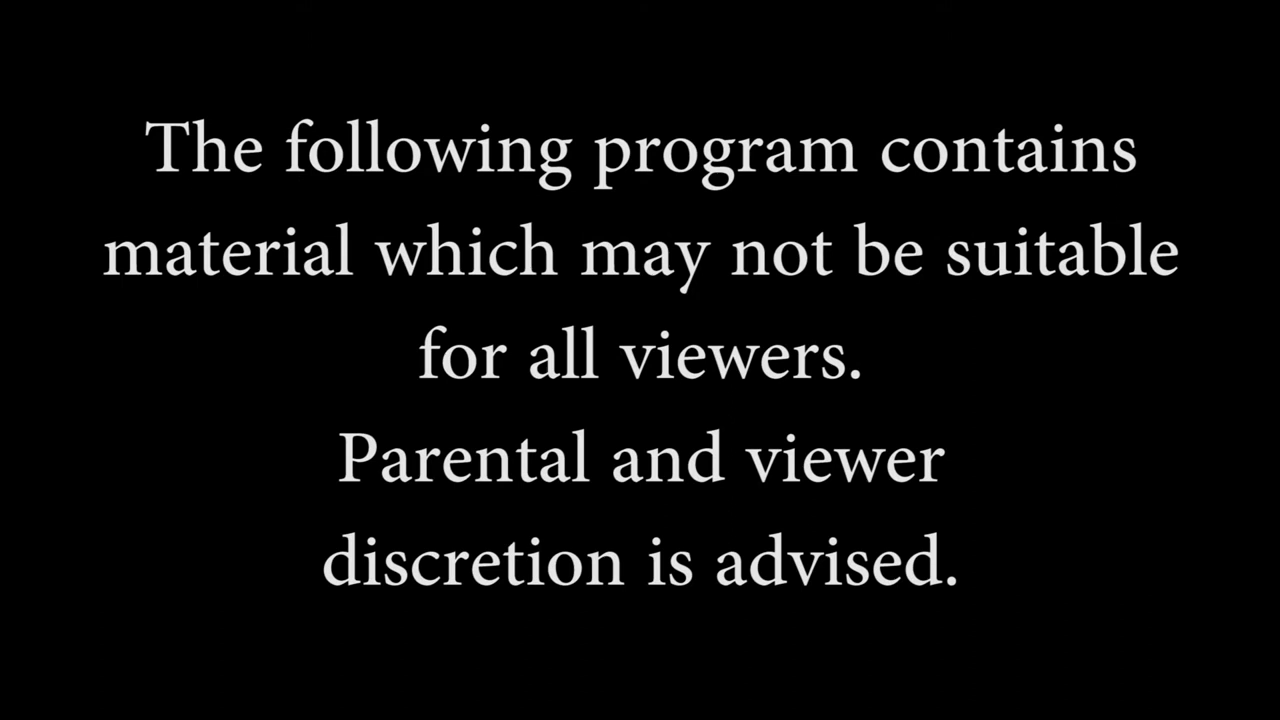 The following program contains
material which may not be suitable
for all viewers.
Parental and viewer
discretion is advised.